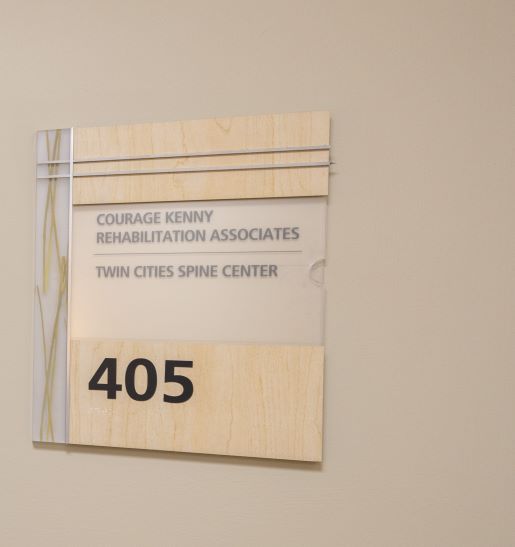 COURAGE KENNY
REHABILITATION ASSOCIATES
TWIN CITIES SPINE CENTER
405